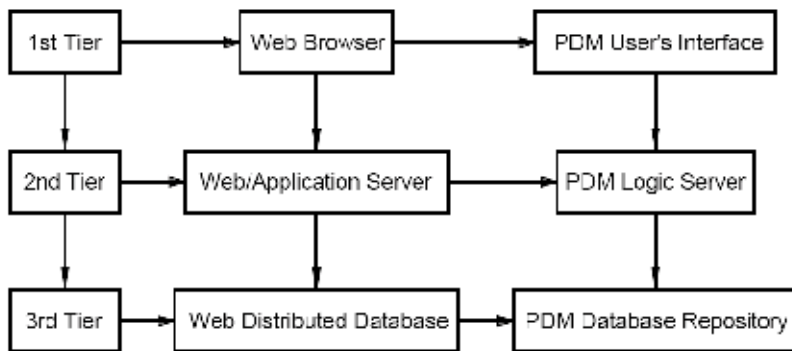 1st Tier
Web Browser
PDM User's Interface
2nd Tier
Web/Application Server
PDM Logic Server
3rd Tier
Web Distributed Database
PDM Database Repository